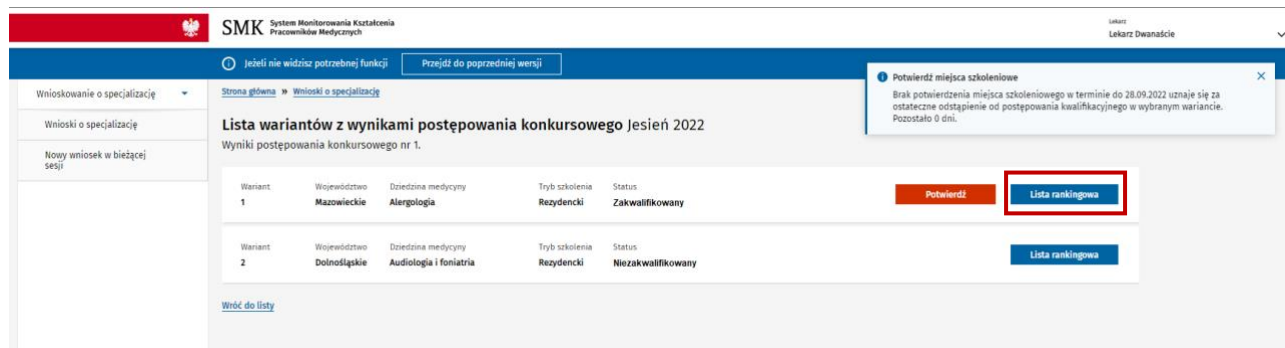 SMK System Monitorowania Kształcenia
Pracowników Medycznych
Lekarz
Lekarz Dwanaście
Jeżeli nie widzisz potrzebnej funkcji
Przejdź do poprzedniej wersji
Potwierdź miejsca szkoleniowe
Brak potwierdzenia miejsca szkoleniowego w terminie do 28.09.2022 uznaje się za
ostateczne odstąpienie od postępowania kwalifikacyjnego w wybranym wariancie.
Pozostało 0 dni.
Wnioskowanie o specjalizację
Wnioski o specjalizację
Nowy wniosek w bieżącej
sesji
Strona główna » Wnioski o specjalizację
Lista wariantów z wynikami postępowania konkursowego Jesień 2022
Wyniki postępowania konkursowego nr 1.
Wariant Województwo Dziedzina medycyny Tryb szkolenia Status
1 Mazowieckie Alergologia Rezydencki Zakwalifikowany
Potwierdź
Lista rankingowa
Wariant Województwo Dziedzina medycyny Tryb szkolenia Status
2 Dolnośląskie Audiologia i foniatria Rezydencki Niezakwalifikowany
Lista rankingowa
Wróć do listy